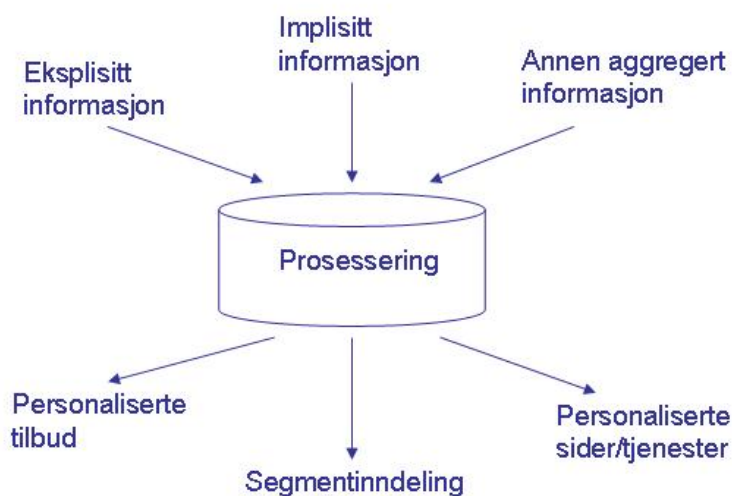 Implisitt
informasjon
Eksplisitt
informasjon
Annen aggregert
informasjon
Prosessering
Personaliserte
tilbud
Segmentinndeling
Personaliserte
sider/tjenester